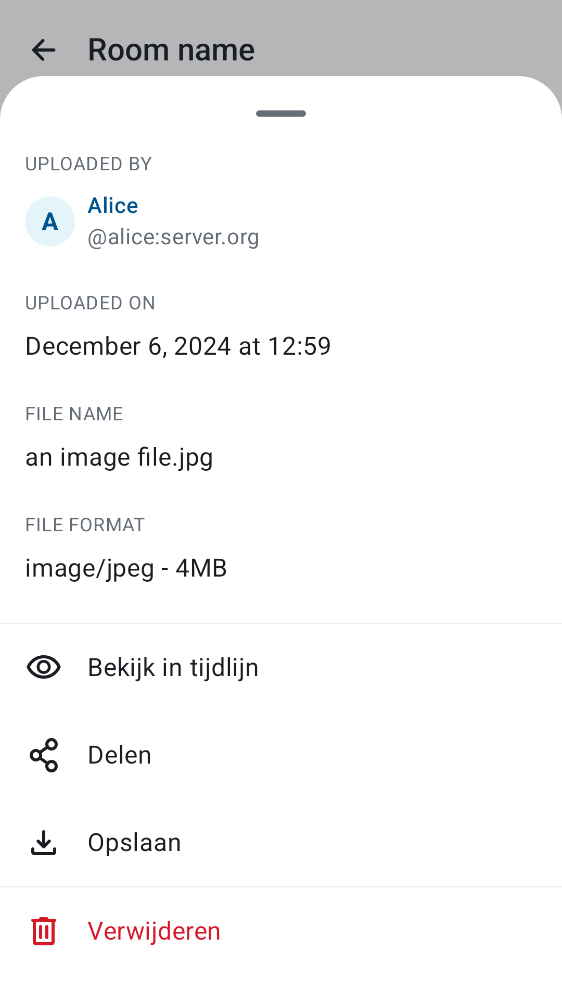 Room name
UPLOADED BY
A
Alice
@alice:server.org
UPLOADED ON
December 6, 2024 at 12:59
FILE NAME
an image file.jpg
FILE FORMAT
image/jpeg - 4MB
Bekijk in tijdlijn
Delen
Opslaan
Verwijderen